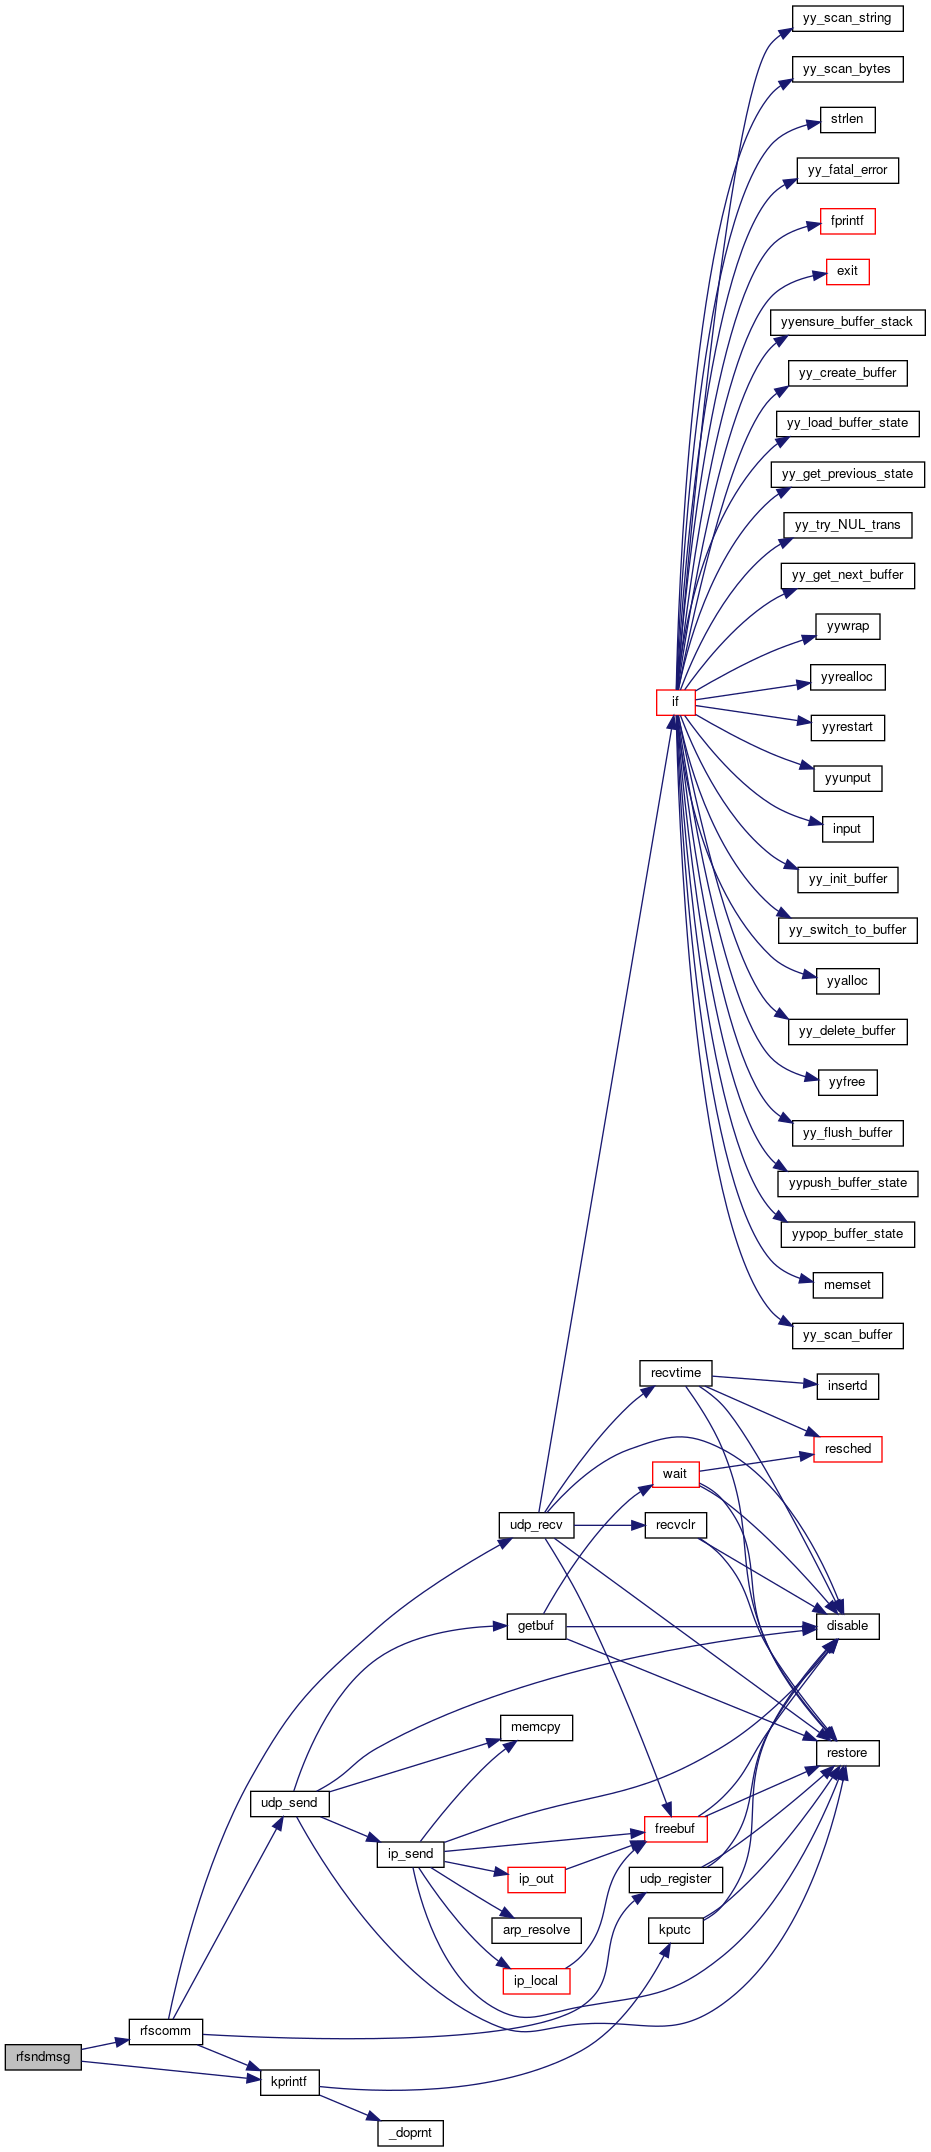 yy_scan_string
yy_scan_bytes
strlen
yy_fatal_error
fprintf
exit
yyensure_buffer_stack
yy_create_buffer
yy_load_buffer_state
yy_get_previous_state
yy_try_NUL_trans
yy_get_next_buffer
yywrap
yyrealloc
if
yyrestart
yyunput
input
yy_init_buffer
yy_switch_to_buffer
yyalloc
yy_delete_buffer
yyfree
yy_flush_buffer
yypush_buffer_state
yypop_buffer_state
memset
yy_scan_buffer
recvtime
insertd
resched
wait
udp_recv
recvclr
getbuf
disable
memcpy
restore
udp_send
freebuf
ip_send
ip_out
udp_register
arp_resolve
kputc
ip_local
rfscomm
rfsndmsg
kprintf
_doprnt